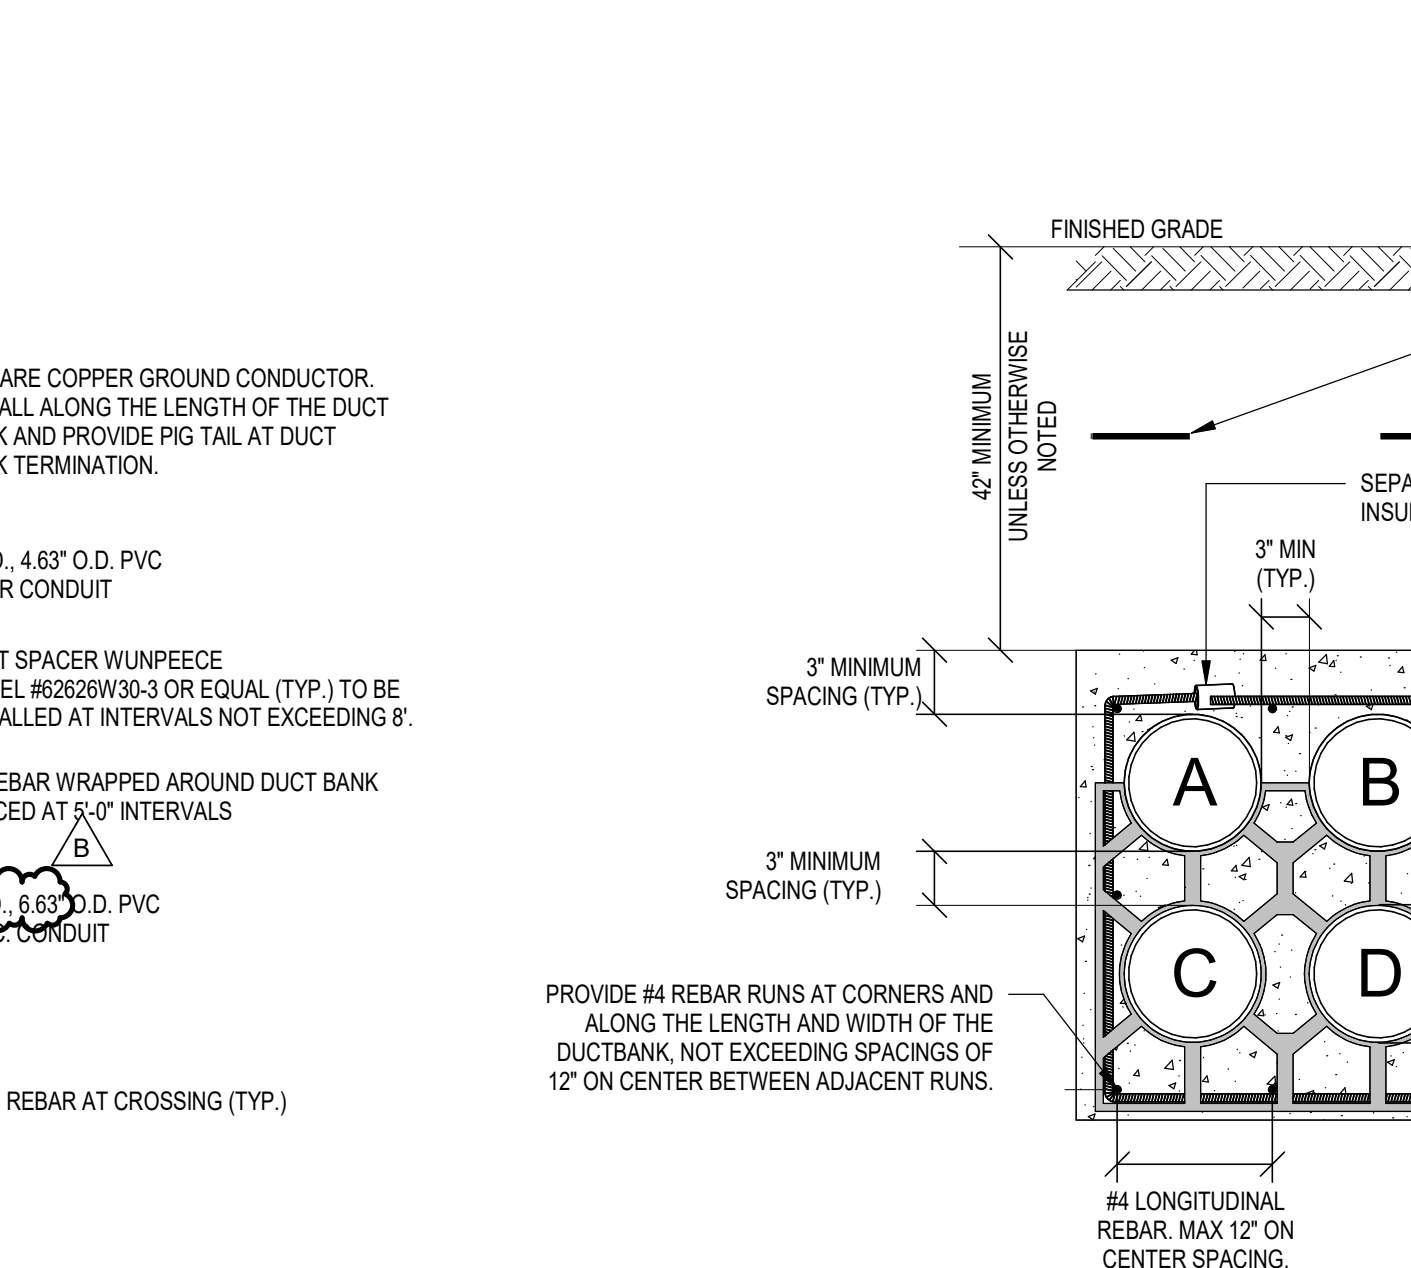 FINISHED GRADE
ARE COPPER GROUND CONDUCTOR.
ALL ALONG THE LENGTH OF THE DUCT
K AND PROVIDE PIG TAIL AT DUCT
K TERMINATION.
42" MINIMUM
UNLESS OTHERWISE
NOTED
SEPA
INSU
3" MIN
(TYP.)
., 4.63" O.D. PVC
R CONDUIT
T SPACER WUNPEECE
EL #62626W30-3 OR EQUAL (TYP.) TO BE
ALLED AT INTERVALS NOT EXCEEDING 8'.
3" MINIMUM
SPACING (TYP.)
EBAR WRAPPED AROUND DUCT BANK
CED AT 5'-0" INTERVALS
B
A
B
3" MINIMUM
SPACING (TYP.)
., 6.63" O.D. PVC
C. CONDUIT
C
D
PROVIDE #4 REBAR RUNS AT CORNERS AND
ALONG THE LENGTH AND WIDTH OF THE
DUCTBANK, NOT EXCEEDING SPACINGS OF
12" ON CENTER BETWEEN ADJACENT RUNS.
REBAR AT CROSSING (TYP.)
#4 LONGITUDINAL
REBAR. MAX 12" ON
CENTER SPACING.